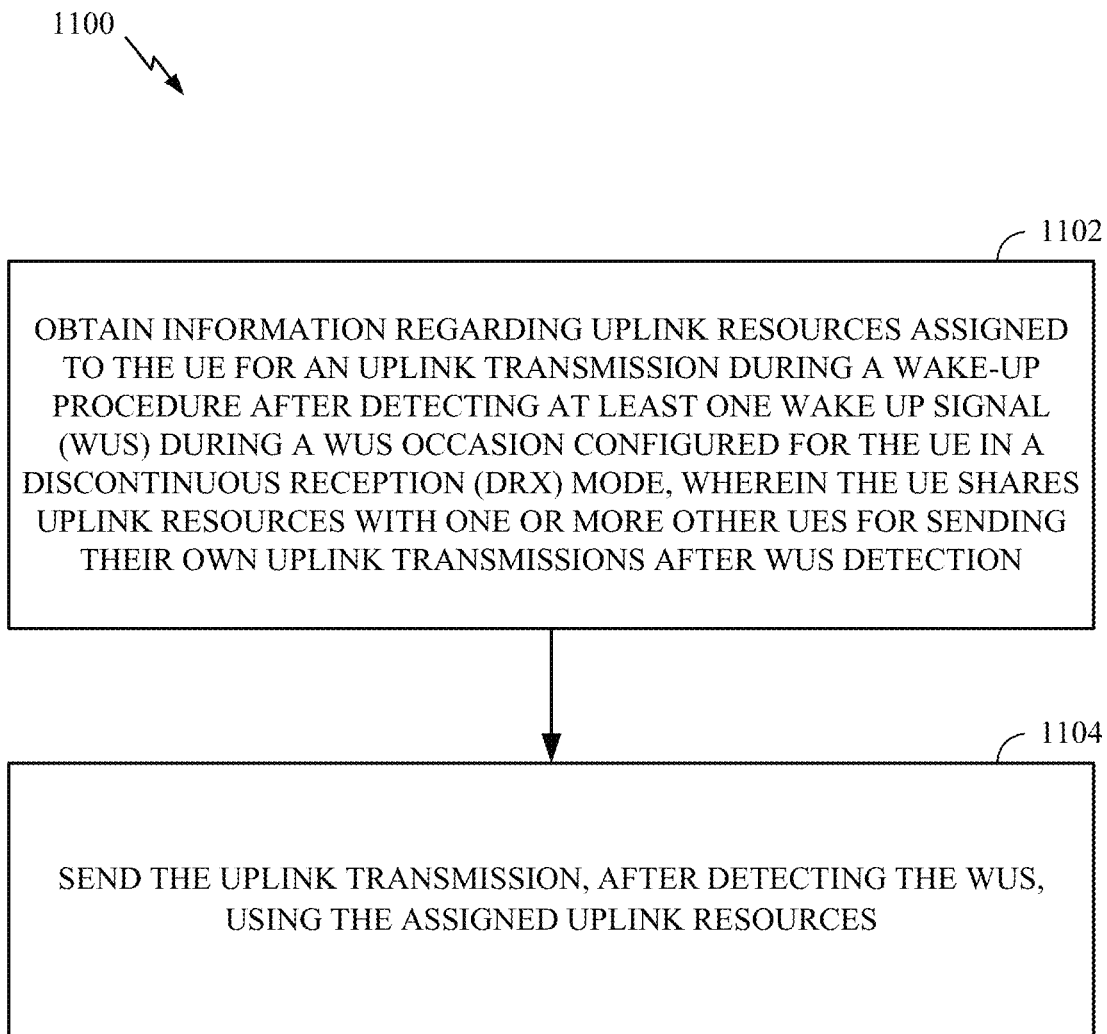 1100
1102
OBTAIN INFORMATION REGARDING UPLINK RESOURCES ASSIGNED
TO THE UE FOR AN UPLINK TRANSMISSION DURING A WAKE-UP
PROCEDURE AFTER DETECTING AT LEAST ONE WAKE UP SIGNAL
(WUS) DURING A WUS OCCASION CONFIGURED FOR THE UE IN A
DISCONTINUOUS RECEPTION (DRX) MODE, WHEREIN THE UE SHARES
UPLINK RESOURCES WITH ONE OR MORE OTHER UES FOR SENDING
THEIR OWN UPLINK TRANSMISSIONS AFTER WUS DETECTION
1104
SEND THE UPLINK TRANSMISSION, AFTER DETECTING THE WUS,
USING THE ASSIGNED UPLINK RESOURCES